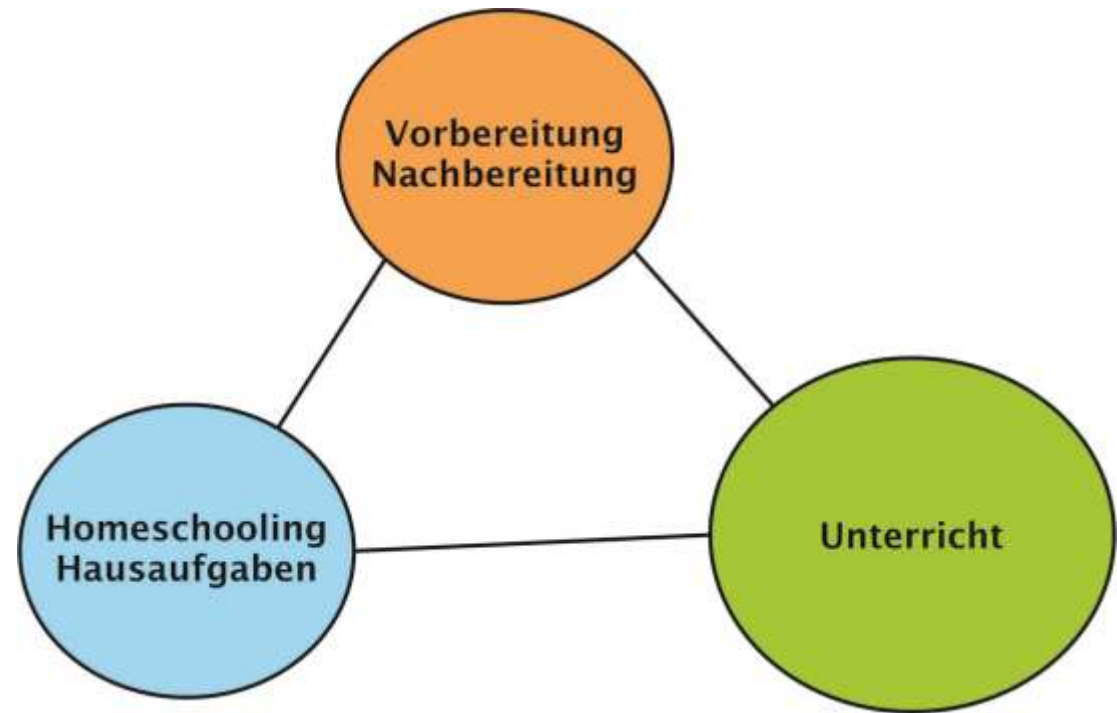 Vorbereitung
Nachbereitung
Homeschooling
Hausaufgaben
Unterricht